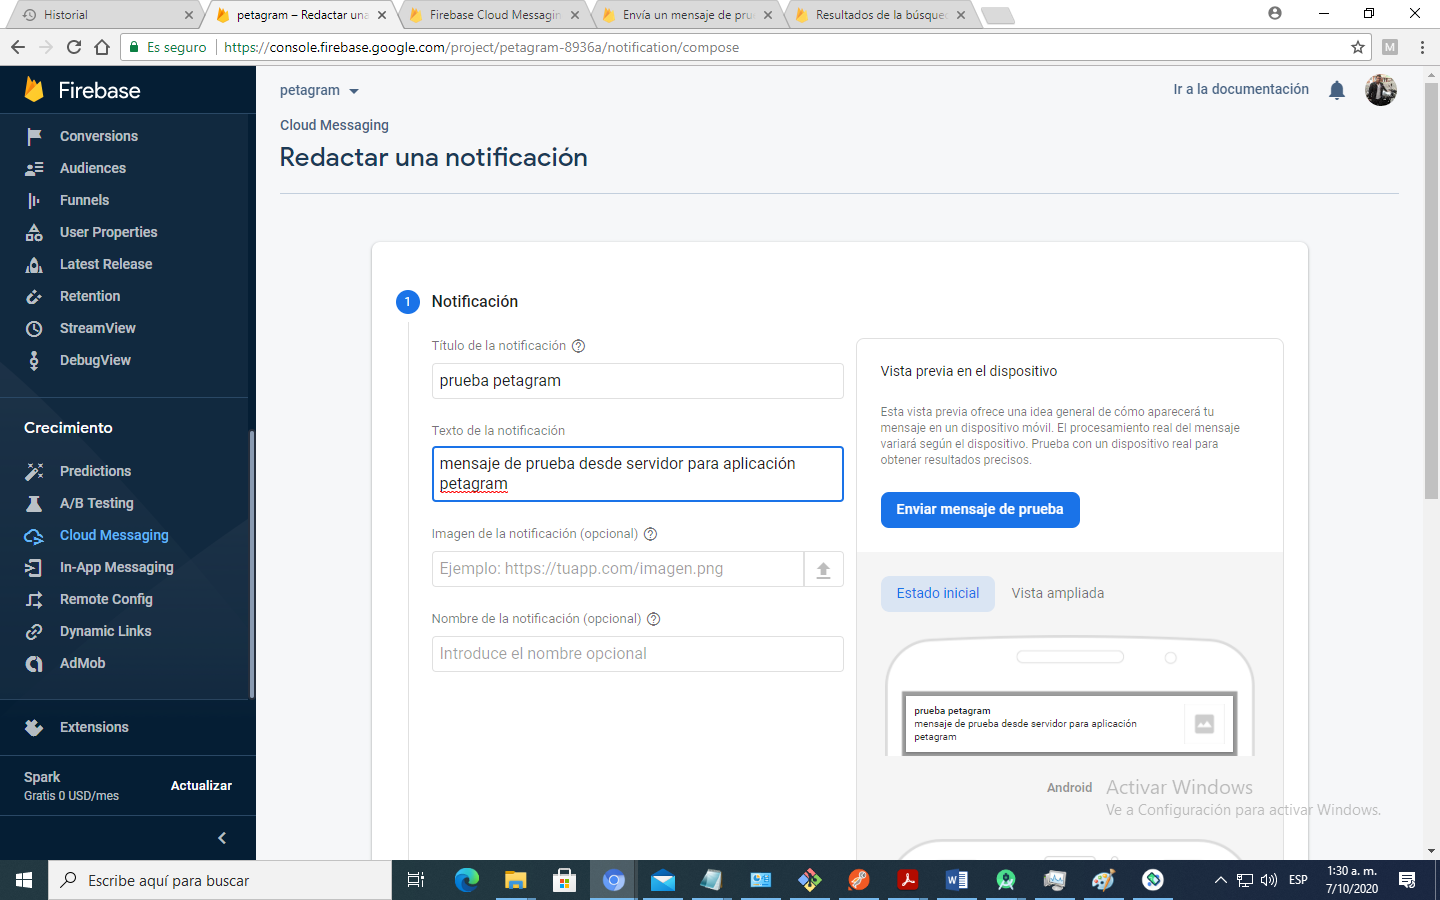 Historial
petagram – Redactar una
Firebase Cloud Messaging
Envía un mensaje de pru
Resultados de la búsqued
Es seguro
https://console.firebase.google.com/project/petagram-8936a/notification/compose
M
Firebase
Conversions
Audiences
Funnels
User Properties
Latest Release
Retention
StreamView
DebugView
Crecimiento
Predictions
A/B Testing
Cloud Messaging
In-App Messaging
Remote Config
Dynamic Links
AdMob
Extensions
Spark
Gratis 0 USD/mes
Actualizar
petagram
Ir a la documentación
Cloud Messaging
Redactar una notificación
1
Notificación
Título de la notificación
prueba petagram
Texto de la notificación
mensaje de prueba desde servidor para aplicación
petagram
Imagen de la notificación (opcional)
Ejemplo: https://tuapp.com/imagen.png
Nombre de la notificación (opcional)
Introduce el nombre opcional
Vista previa en el dispositivo
Esta vista previa ofrece una idea general de cómo aparecerá tu
mensaje en un dispositivo móvil. El procesamiento real del mensaje
variará según el dispositivo. Prueba con un dispositivo real para
obtener resultados precisos.
Enviar mensaje de prueba
Estado inicial
Vista ampliada
prueba petagram
mensaje de prueba desde servidor para aplicación
petagram
Android
Activar Windows
Ve a Configuración para activar Windows.
Escribe aquí para buscar
ESP
1:30 a. m.
7/10/2020